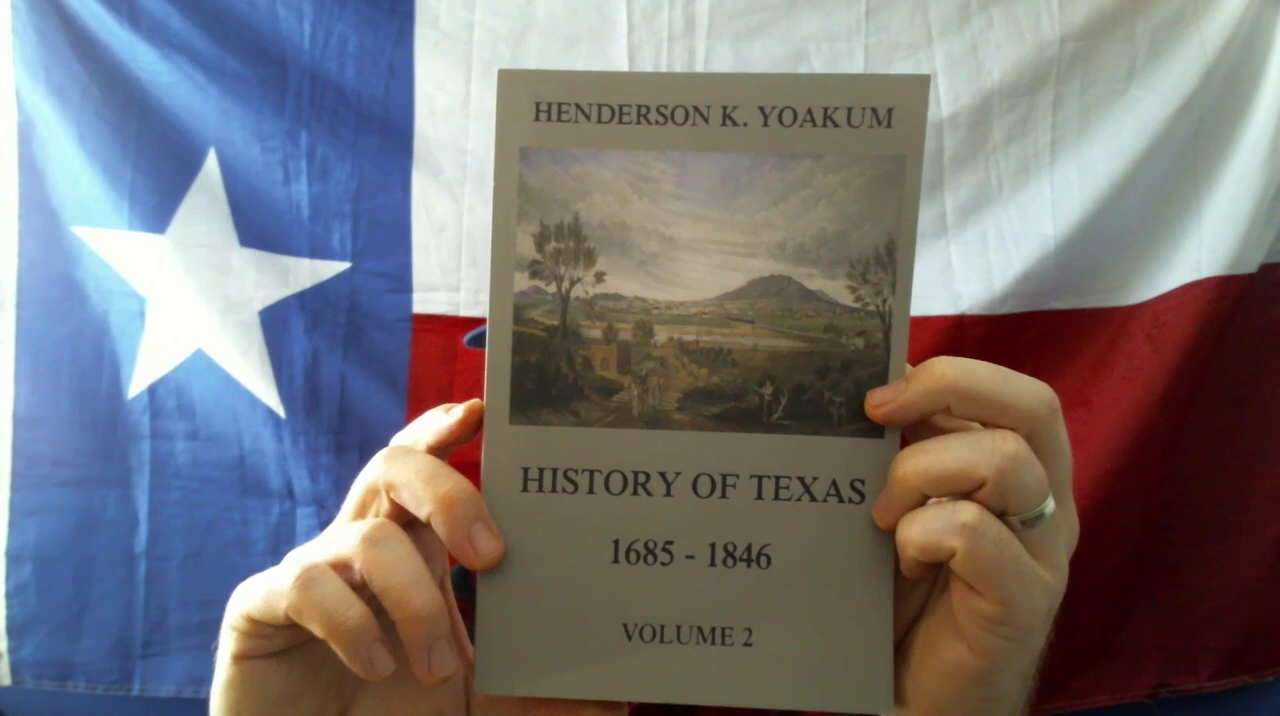 HENDERSON K. YOAKUM
HISTORY OF TEXAS
1685 - 1846
VOLUME 2